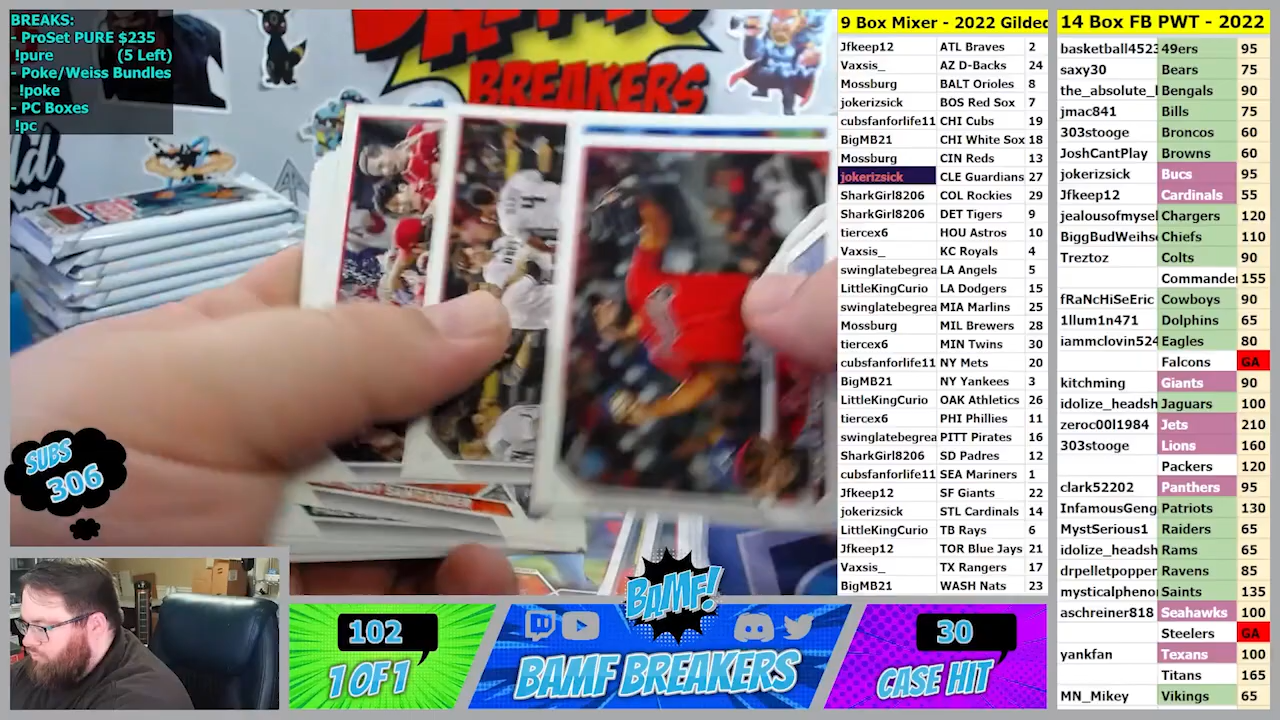 BREAKS:
- ProSet PURE $235
!pure (5 Left)
- Poke/Weiss Bundles
!poke
- PC Boxes
!pc
BREAKERS
SUBS
306
9 Box Mixer - 2022 Gilded
Jfkeep12 ATL Braves 2
Vaxsis_ AZ D-Backs 24
Mossburg BALT Orioles 8
jokerizsick BOS Red Sox 7
cubsfanforlife11 CHI Cubs 19
BigMB21 CHI White Sox 18
Mossburg CIN Reds 13
jokerizsick CLE Guardians 27
SharkGirl8206 COL Rockies 29
SharkGirl8206 DET Tigers 9
tiercex6 HOU Astros 10
Vaxsis_ KC Royals 4
swinglatebegrea LA Angels 5
LittleKingCurio LA Dodgers 15
swinglatebegrea MIA Marlins 25
Mossburg MIL Brewers 28
tiercex6 MIN Twins 30
cubsfanforlife11 NY Mets 20
BigMB21 NY Yankees 3
LittleKingCurio OAK Athletics 26
tiercex6 PHI Phillies 11
swinglatebegrea PITT Pirates 16
SharkGirl8206 SD Padres 12
cubsfanforlife11 SEA Mariners 1
Jfkeep12 SF Giants 22
jokerizsick STL Cardinals 14
LittleKingCurio TB Rays 6
Jfkeep12 TOR Blue Jays 21
Vaxsis_ TX Rangers 17
BigMB21 WASH Nats 23
14 Box FB PWT - 2022
basketball4523 49ers 95
saxy30 Bears 75
the_absolute_l Bengals 90
jmac841 Bills 75
303stooge Broncos 60
JoshCantPlay Browns 60
jokerizsick Bucs 95
Jfkeep12 Cardinals 55
jealousofmysel Chargers 120
BiggBudWeihs Chiefs 110
Treztoz Colts 90
Commander 155
fRaNcHiSeEric Cowboys 90
1llum1n471 Dolphins 65
iammclovin524 Eagles 80
Falcons GA
kitchming Giants 90
idolize_headsh Jaguars 100
zeroc00l1984 Jets 210
303stooge Lions 160
Packers 120
clark52202 Panthers 95
InfamousGeng Patriots 130
MystSerious1 Raiders 65
idolize_headsh Rams 65
drpelletpopper Ravens 85
mysticalpheno Saints 135
aschreiner818 Seahawks 100
Steelers GA
yankfan Texans 100
Titans 165
MN_Mikey Vikings 65
102
1 OF 1
BAMF!
BAMF BREAKERS
30
CASE HIT